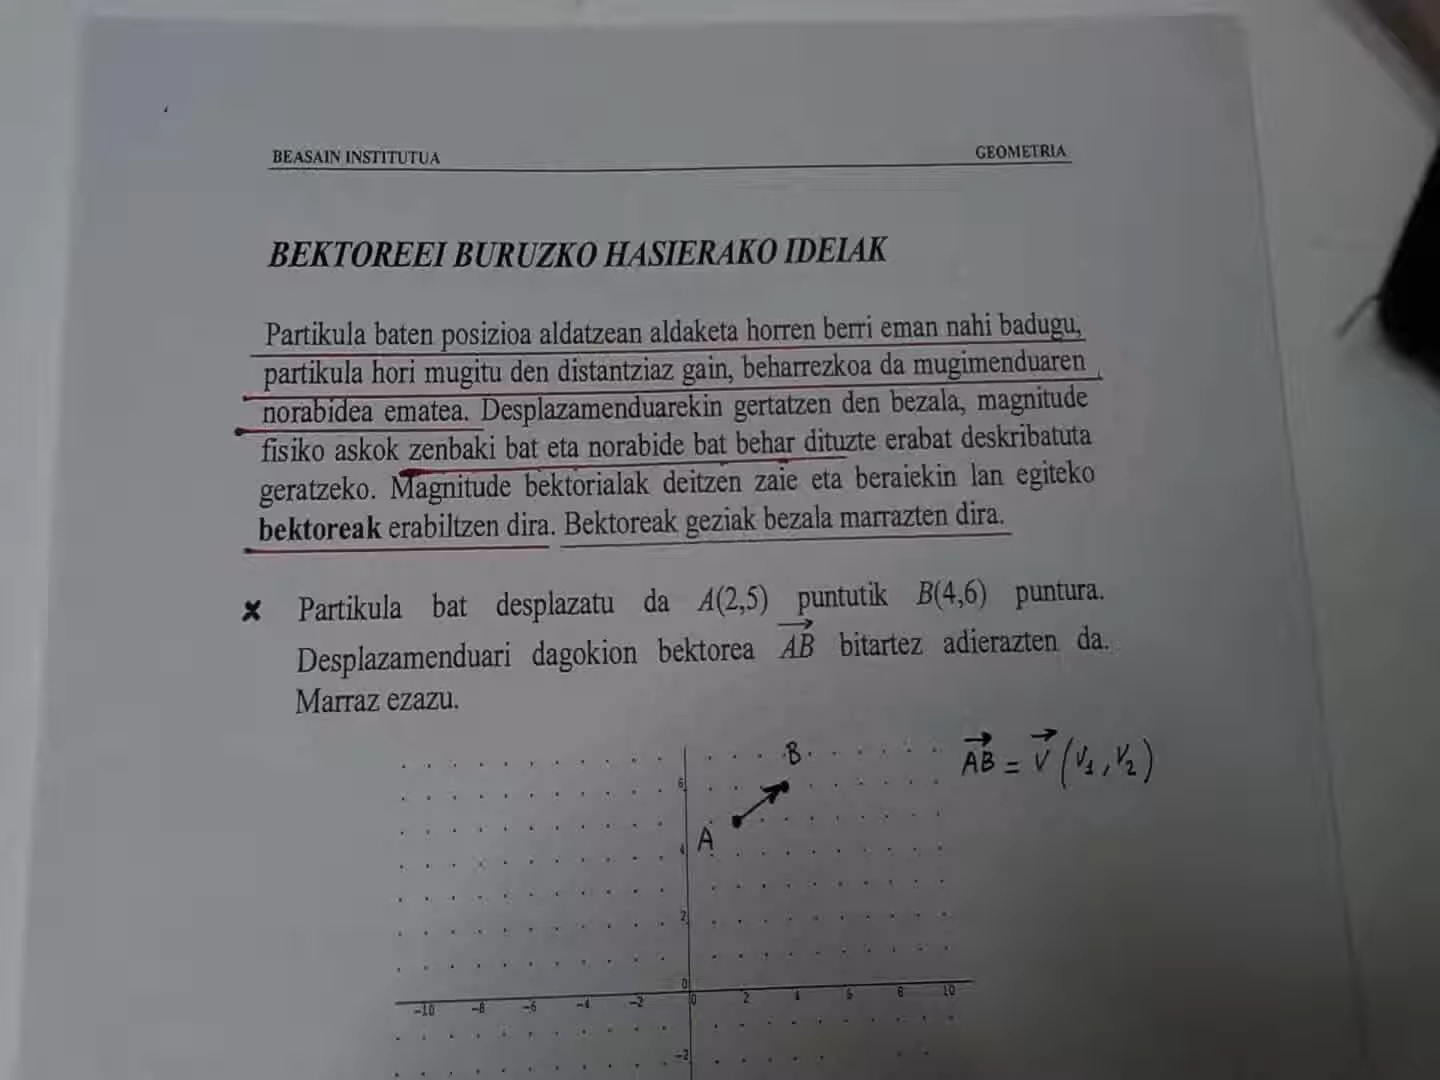 BEASAIN INSTITUTUA GEOMETRIA
BEKTOREEI BURUZKO HASIERAKO IDEIAK
Partikula baten posizioa aldatzean aldaketa horren berri eman nahi badugu,
partikula hori mugitu den distantziaz gain, beharrezkoa da mugimenduaren
norabidea ematea. Desplazamenduarekin gertatzen den bezala, magnitude
fisiko askok zenbaki bat eta norabide bat behar dituzte erabat deskribatuta
geratzeko. Magnitude bektorialak deitzen zaie eta beraiekin lan egiteko
bektoreak erabiltzen dira. Bektoreak geziak bezala marrazten dira.
✖ Partikula bat desplazatu da A(2,5) puntutik B(4,6) puntura.
Desplazamenduari dagokion bektorea \overrightarrow{AB} bitartez adierazten da.
Marraz ezazu.
B
\overrightarrow{AB} = \overrightarrow{V} (V₁, V₂)
6
A
4
2
0
-10 -8 -6 -4 -2 0 2 4 6 8 10
-2